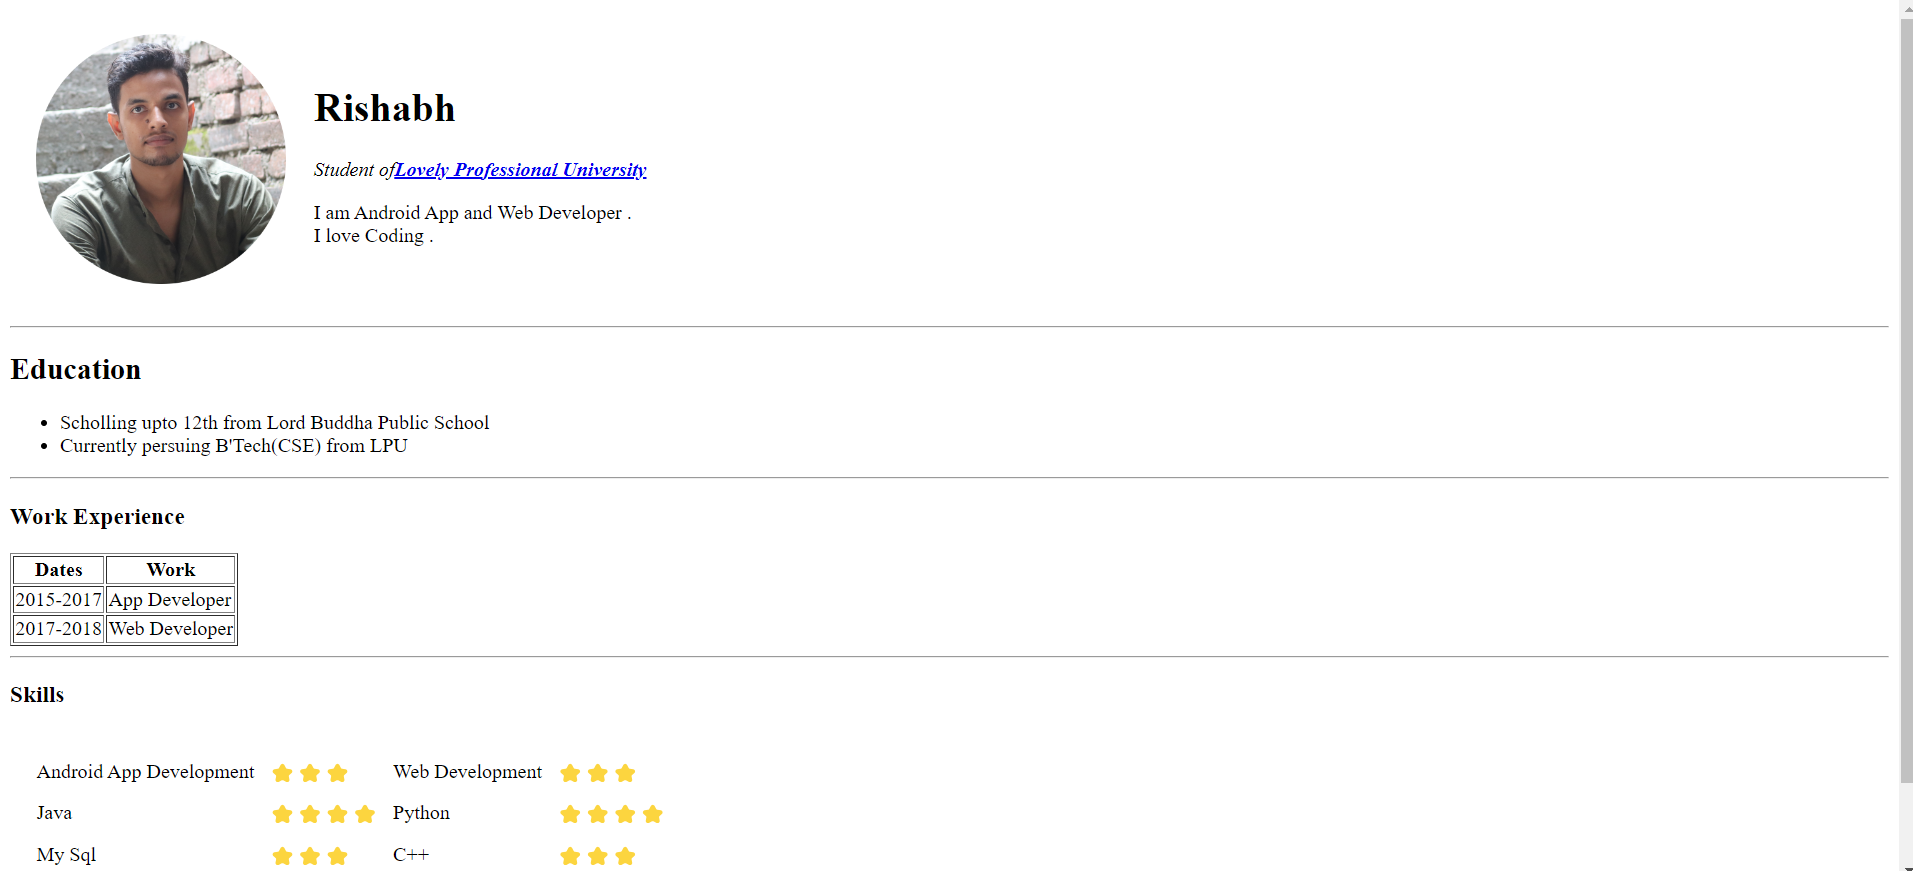 Rishabh
Student ofLovely Professional University
I am Android App and Web Developer .
I love Coding .
Education
Scholling upto 12th from Lord Buddha Public School
Currently persuing B'Tech(CSE) from LPU
Work Experience
Dates Work
2015-2017 App Developer
2017-2018 Web Developer
Skills
Android App Development Web Development
Java Python
My Sql C++